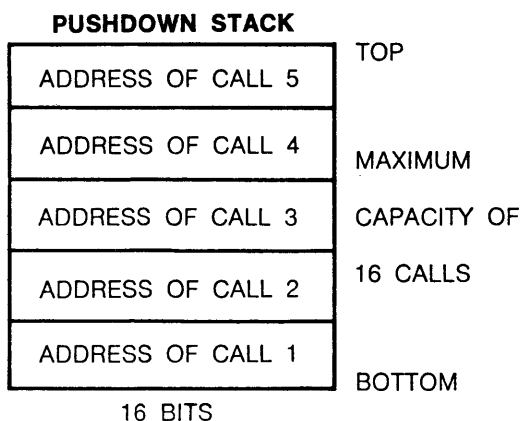 PUSHDOWN STACK
TOP
ADDRESS OF CALL 5
ADDRESS OF CALL 4
MAXIMUM
ADDRESS OF CALL 3
CAPACITY OF
ADDRESS OF CALL 2
16 CALLS
ADDRESS OF CALL 1
BOTTOM
16 BITS